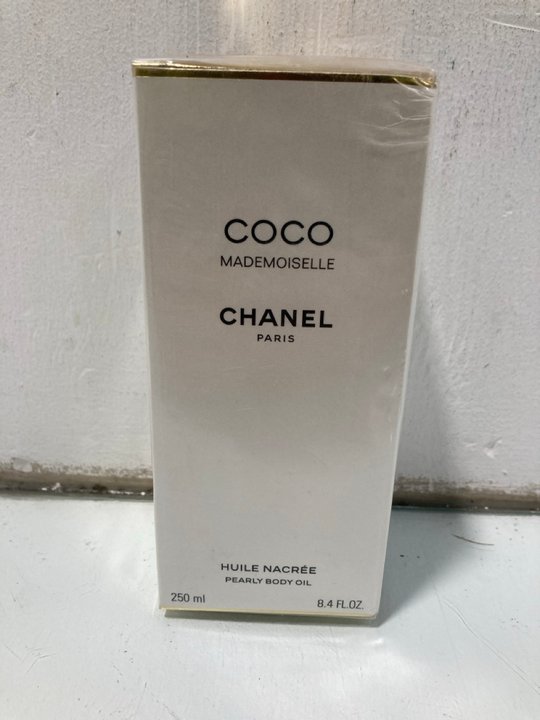 COCO
MADEMOISELLE
CHANEL
PARIS
HUILE NACRÉE
PEARLY BODY OIL
250 ml 8.4 FL.OZ.